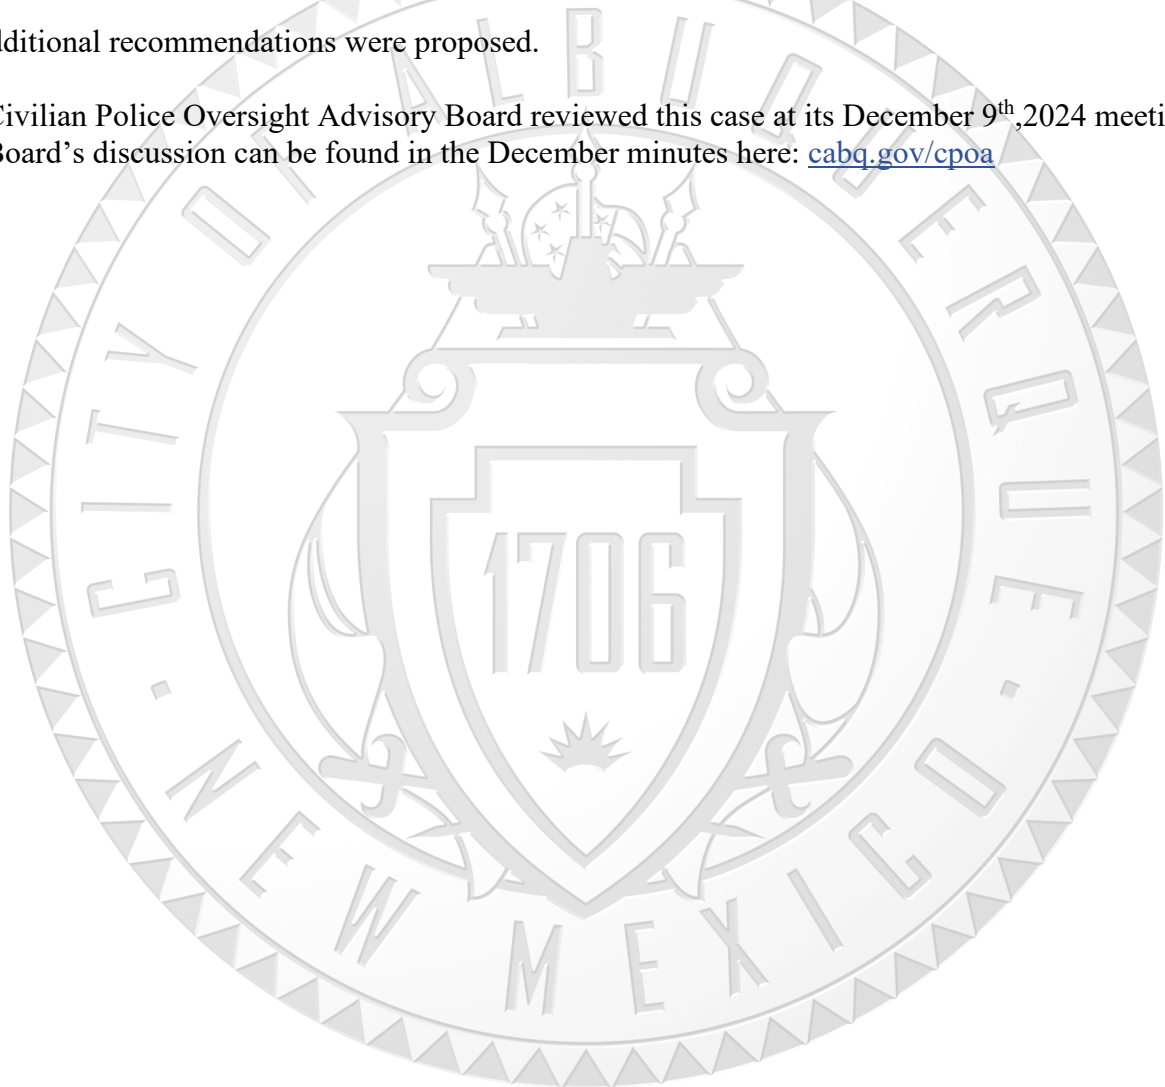 dditional recommendations were proposed.
Civilian Police Oversight Advisory Board reviewed this case at its December 9th,2024 meeti
Board’s discussion can be found in the December minutes here: cabq.gov/cpoa
CITY OF ALBUQUERQUE
1706
NEW MEXICO